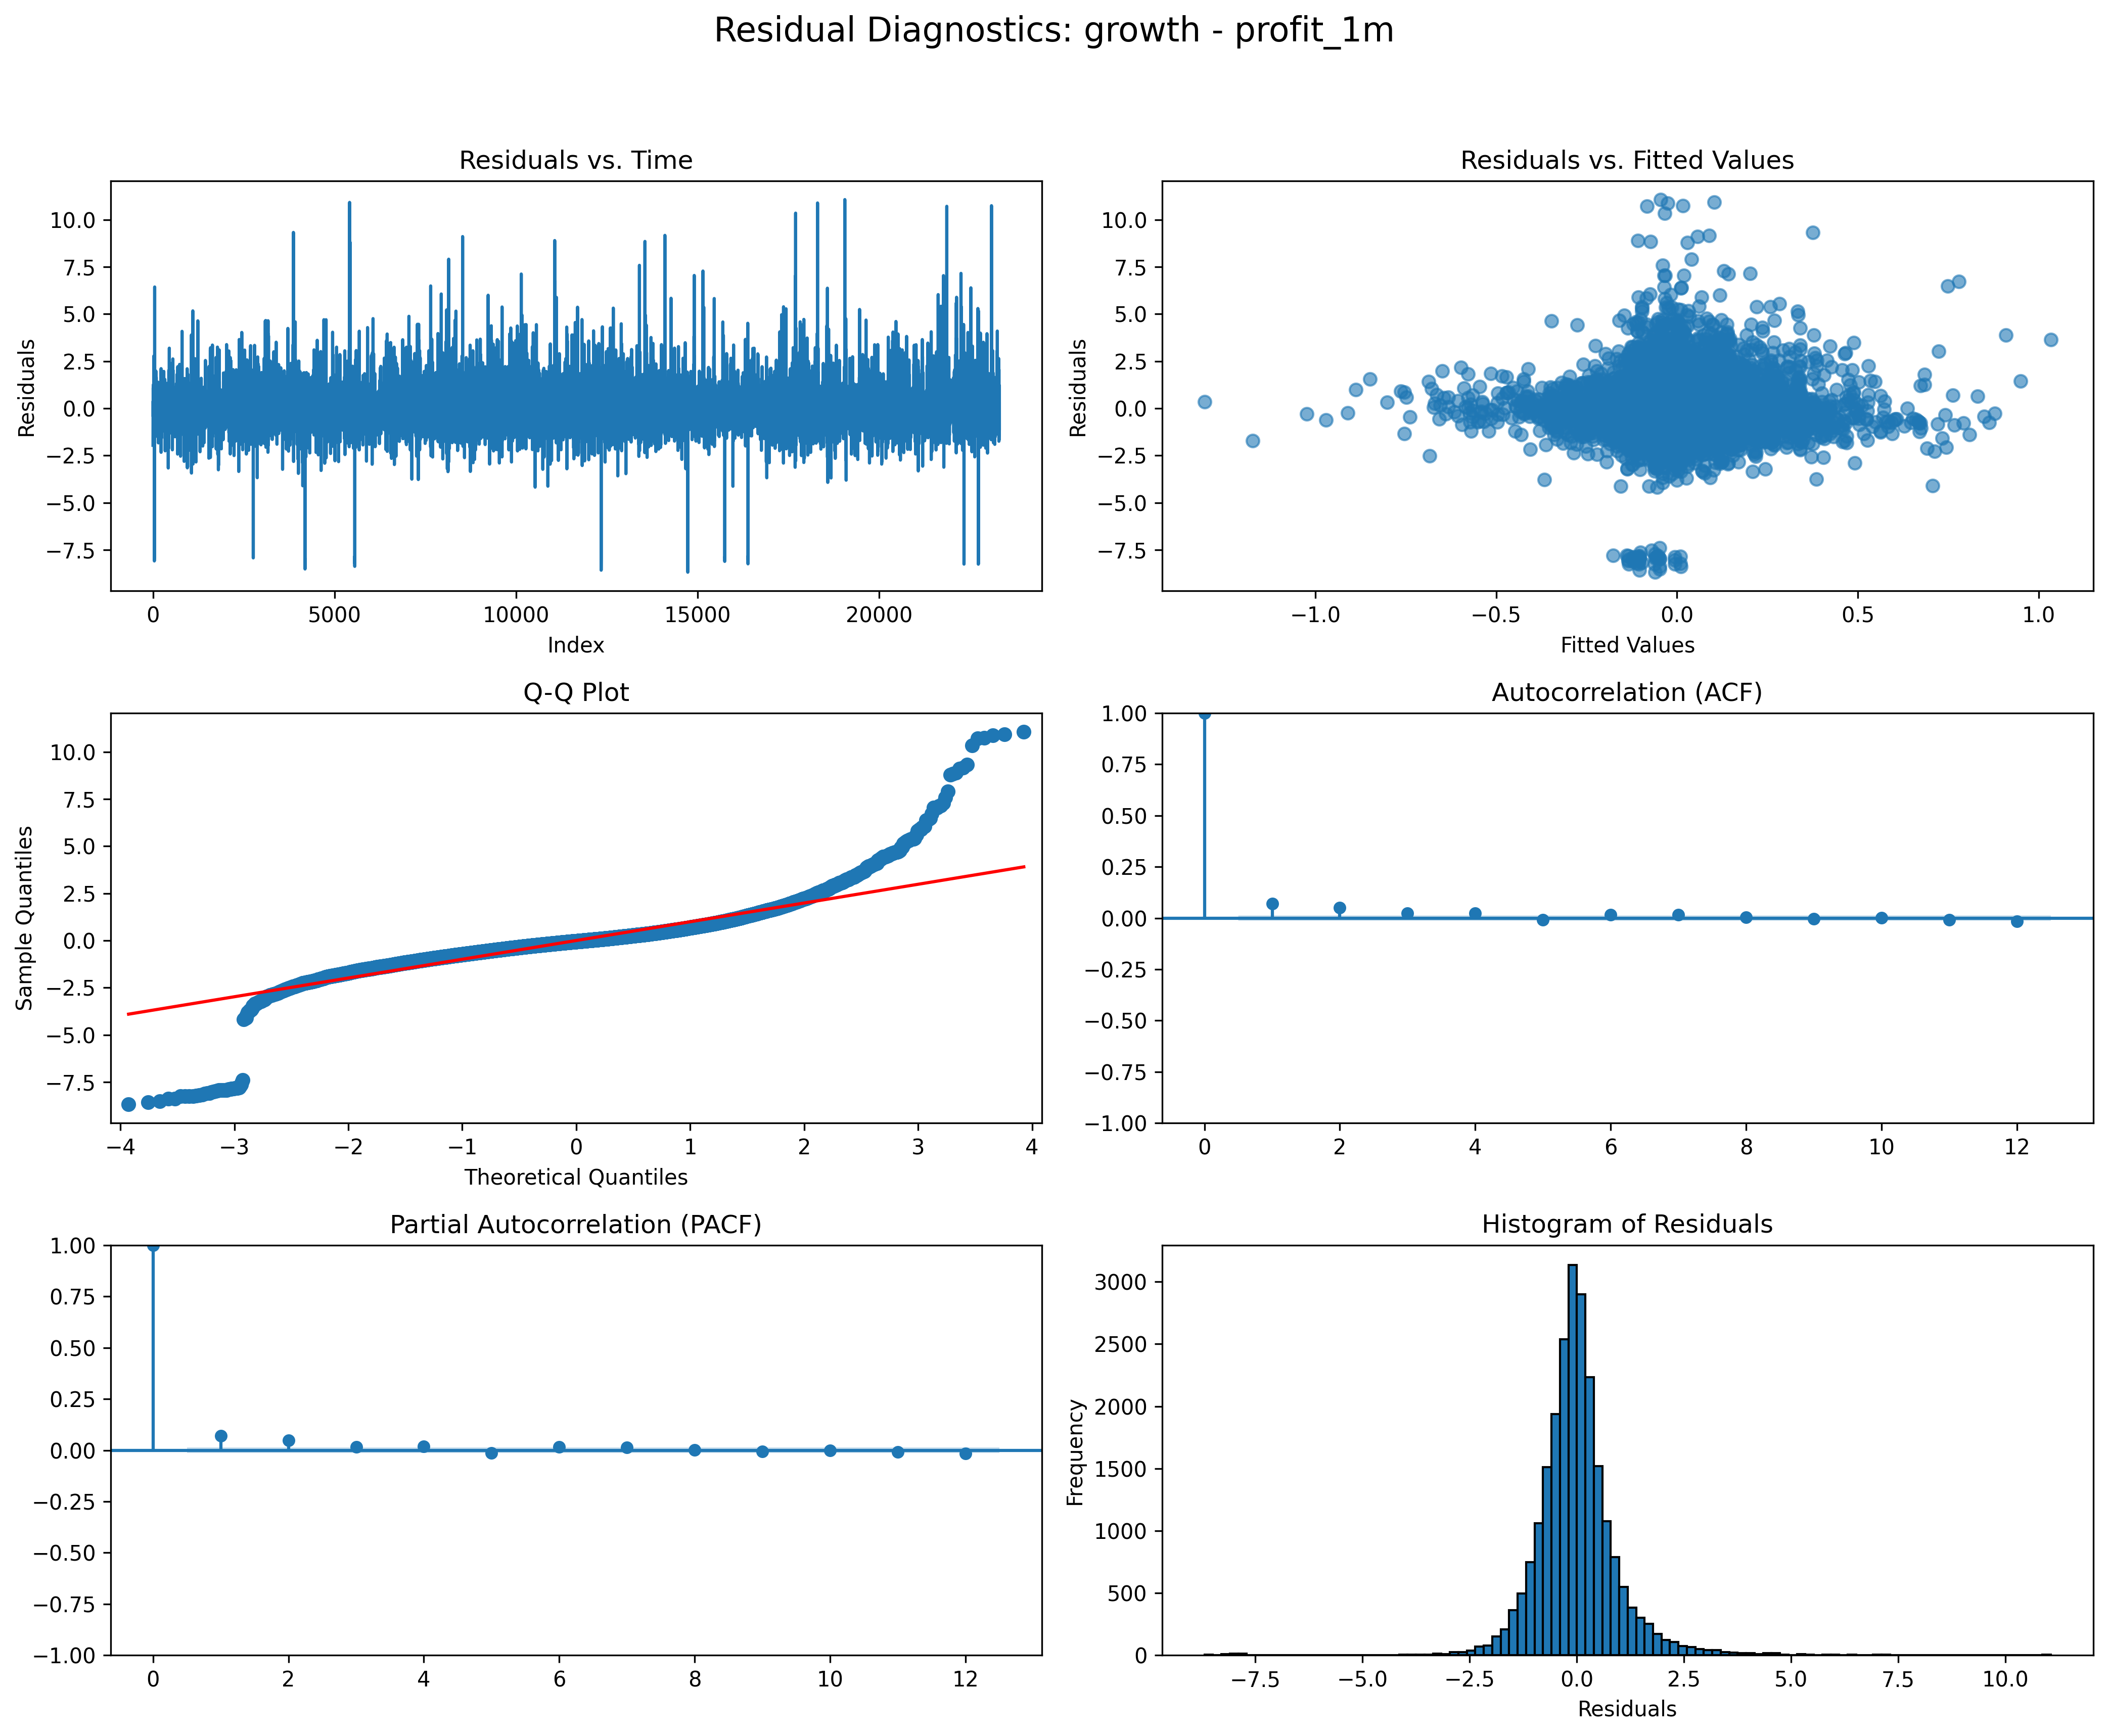 Residual Diagnostics: growth - profit_1m
Residuals vs. Time
10.0
7.5
5.0
2.5
0.0
−2.5
−5.0
−7.5
Residuals
0 5000 10000 15000 20000
Index
Residuals vs. Fitted Values
10.0
7.5
5.0
2.5
0.0
−2.5
−5.0
−7.5
Residuals
−1.0 −0.5 0.0 0.5 1.0
Fitted Values
Q-Q Plot
10.0
7.5
5.0
2.5
0.0
−2.5
−5.0
−7.5
Sample Quantiles
−4 −3 −2 −1 0 1 2 3 4
Theoretical Quantiles
Autocorrelation (ACF)
1.00
0.75
0.50
0.25
0.00
−0.25
−0.50
−0.75
−1.00
0 2 4 6 8 10 12
Partial Autocorrelation (PACF)
1.00
0.75
0.50
0.25
0.00
−0.25
−0.50
−0.75
−1.00
0 2 4 6 8 10 12
Histogram of Residuals
3000
2500
2000
1500
1000
500
0
Frequency
−7.5 −5.0 −2.5 0.0 2.5 5.0 7.5 10.0
Residuals